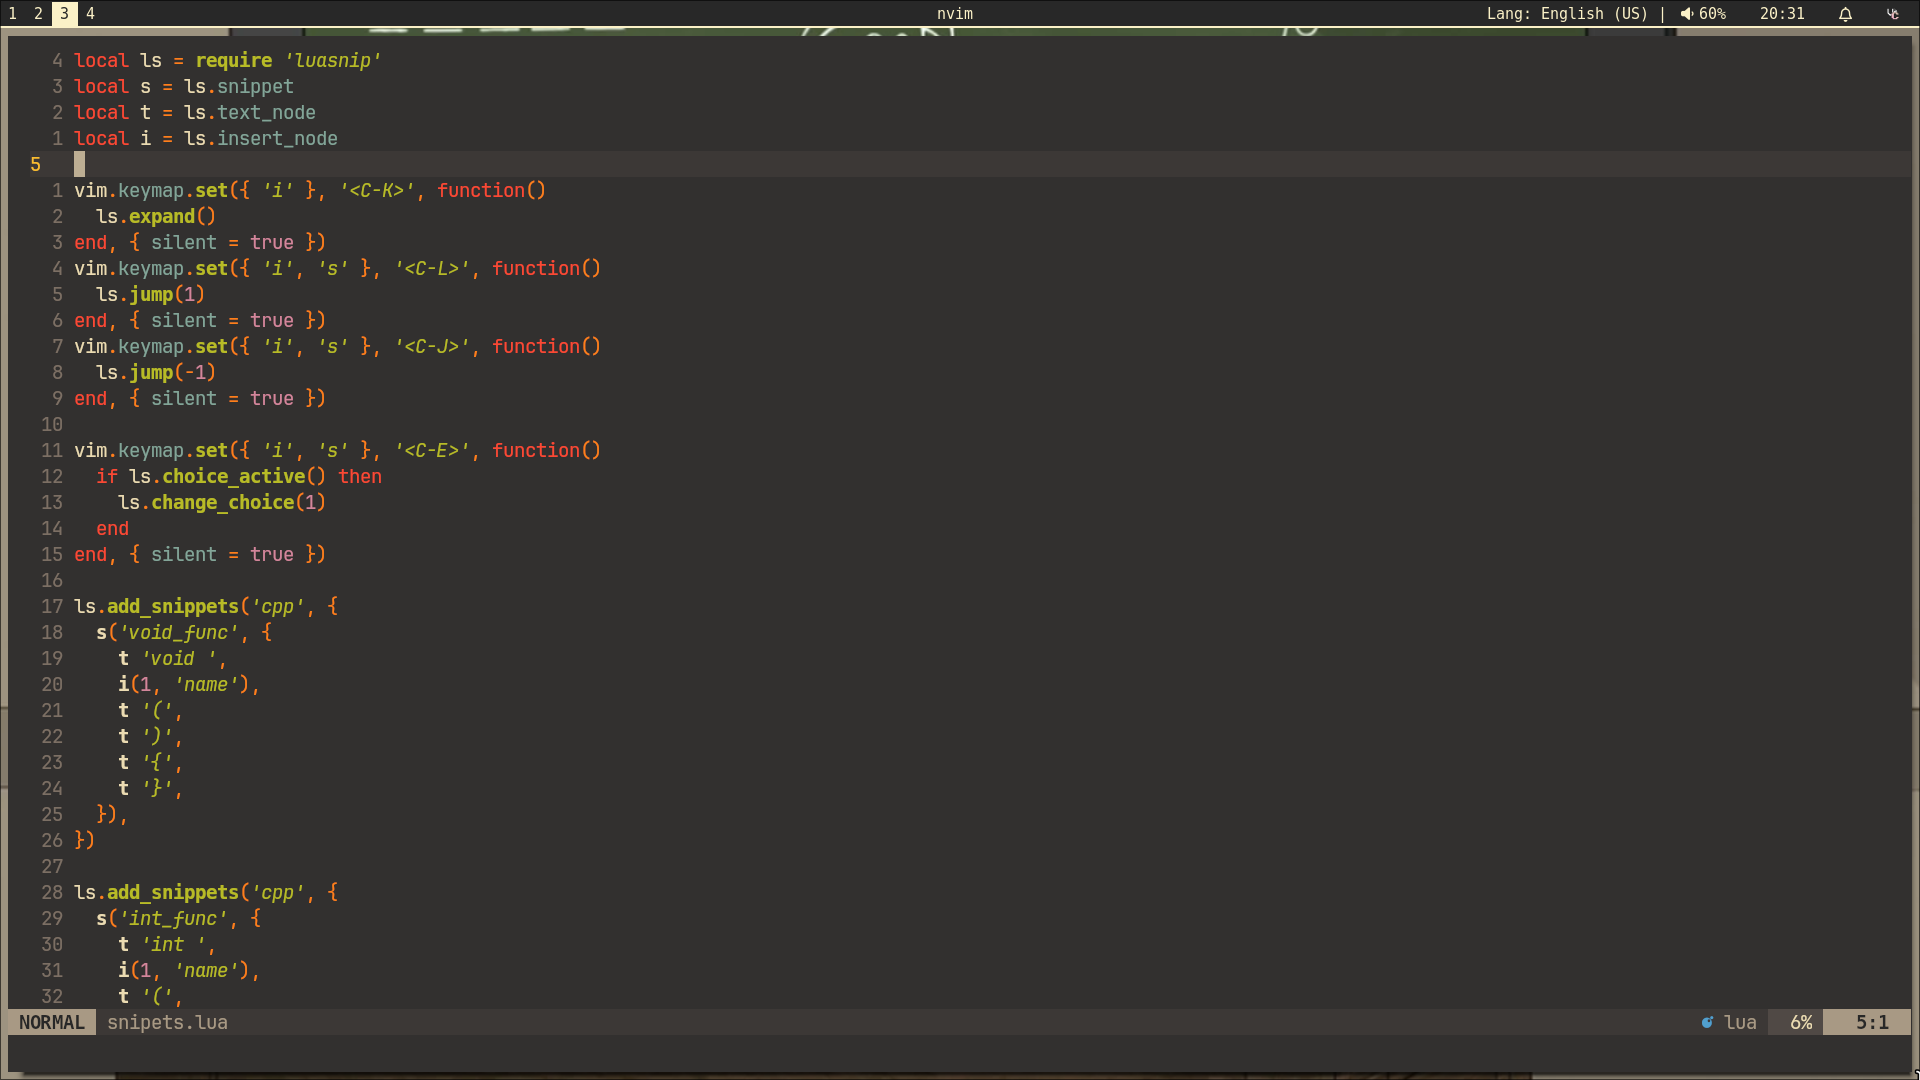 1 2 3 4 nvim Lang: English (US) | 60% 20:31
4 local ls = require 'luasnip'
3 local s = ls.snippet
2 local t = ls.text_node
1 local i = ls.insert_node
5
1 vim.keymap.set({ 'i' }, '<C-K>', function()
2   ls.expand()
3 end, { silent = true })
4 vim.keymap.set({ 'i', 's' }, '<C-L>', function()
5   ls.jump(1)
6 end, { silent = true })
7 vim.keymap.set({ 'i', 's' }, '<C-J>', function()
8   ls.jump(-1)
9 end, { silent = true })
10
11 vim.keymap.set({ 'i', 's' }, '<C-E>', function()
12   if ls.choice_active() then
13     ls.change_choice(1)
14   end
15 end, { silent = true })
16
17 ls.add_snippets('cpp', {
18   s('void_func', {
19     t 'void ',
20     i(1, 'name'),
21     t '(',
22     t ')',
23     t '{',
24     t '}',
25   }),
26 })
27
28 ls.add_snippets('cpp', {
29   s('int_func', {
30     t 'int ',
31     i(1, 'name'),
32     t '(',
NORMAL snipets.lua lua 6% 5:1